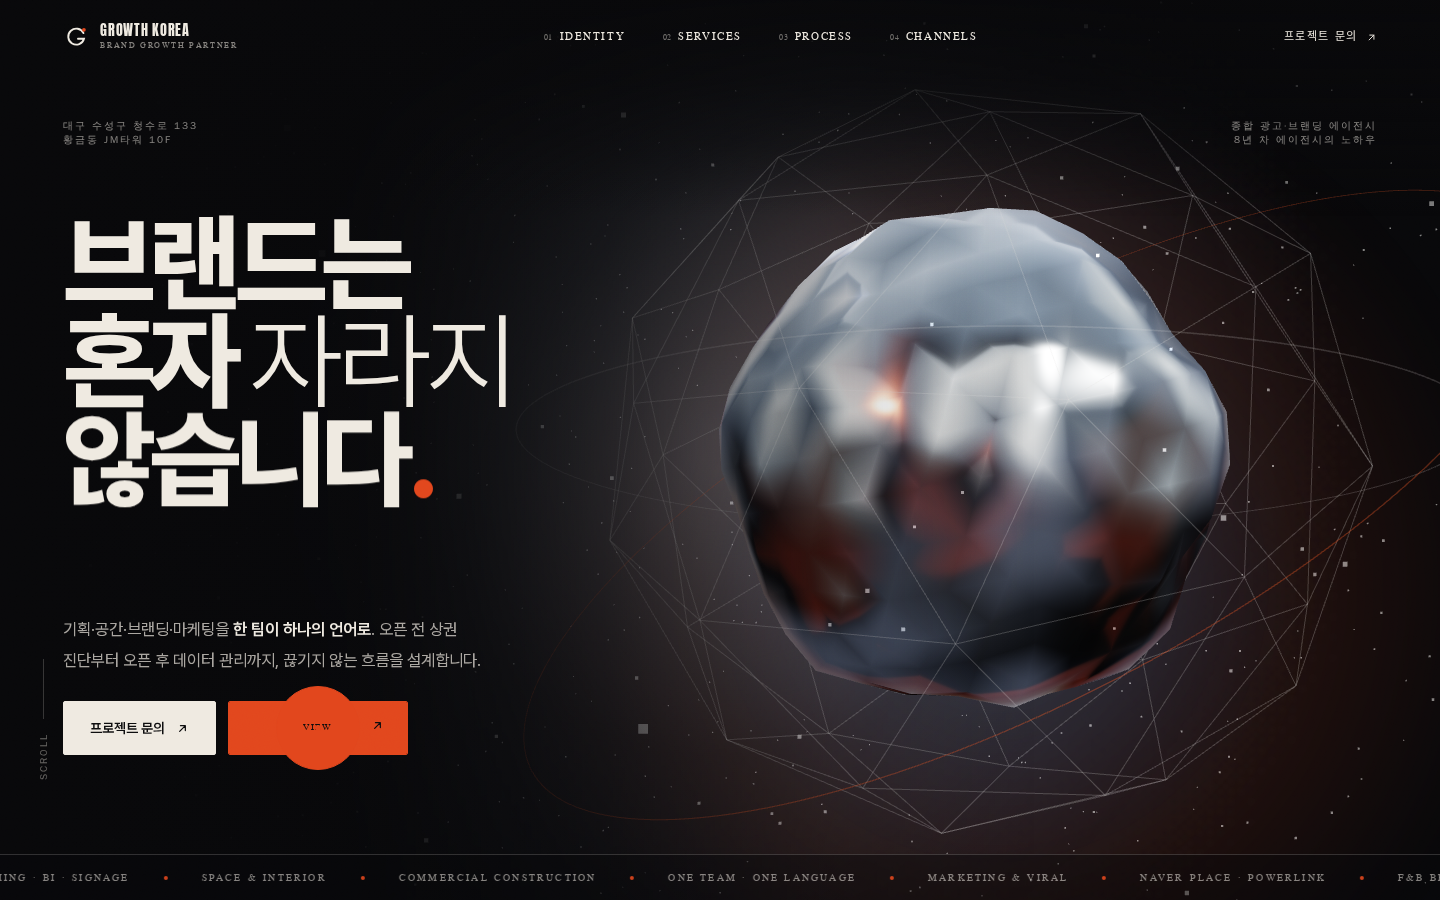 GROWTH KOREA
BRAND GROWTH PARTNER
01 IDENTITY
02 SERVICES
03 PROCESS
04 CHANNELS
프로젝트 문의
대구 수성구 청수로 133
황금동 JM타워 10F
종합 광고·브랜딩 에이전시
8년 차 에이전시의 노하우
브랜드는
혼자 자라지
않습니다.
기획·공간·브랜딩·마케팅을 한 팀이 하나의 언어로. 오픈 전 상권
진단부터 오픈 후 데이터 관리까지, 끊기지 않는 흐름을 설계합니다.
프로젝트 문의
VIEW
SCROLL
BI · SIGNAGE
SPACE & INTERIOR
COMMERCIAL CONSTRUCTION
ONE TEAM · ONE LANGUAGE
MARKETING & VIRAL
NAVER PLACE · POWERLINK
F&B